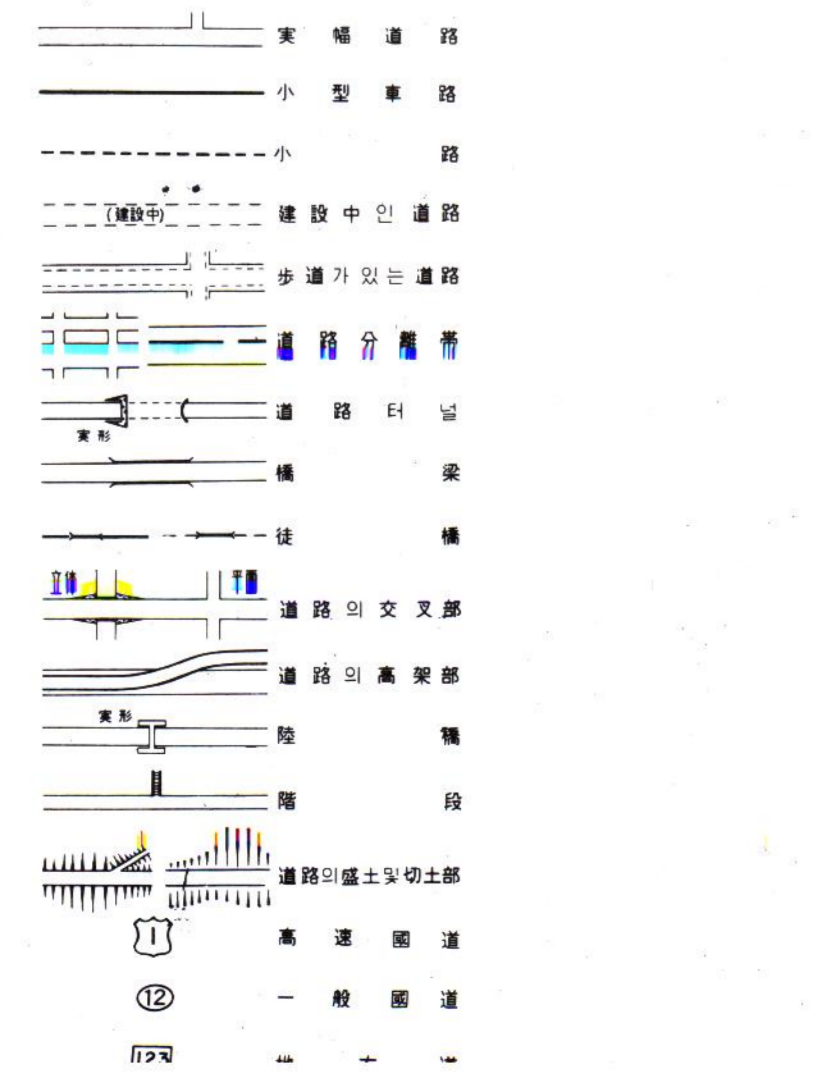 実幅道路
小型車路
小路
(建設中) 建設中인道路
歩道가있는道路
道路分離帯
道路터널
実形
橋梁
徒橋
立体 平面
道路의交叉部
道路의高架部
実形
陸橋
階段
道路의盛土및切土部
1 高速國道
12 一般國道
123